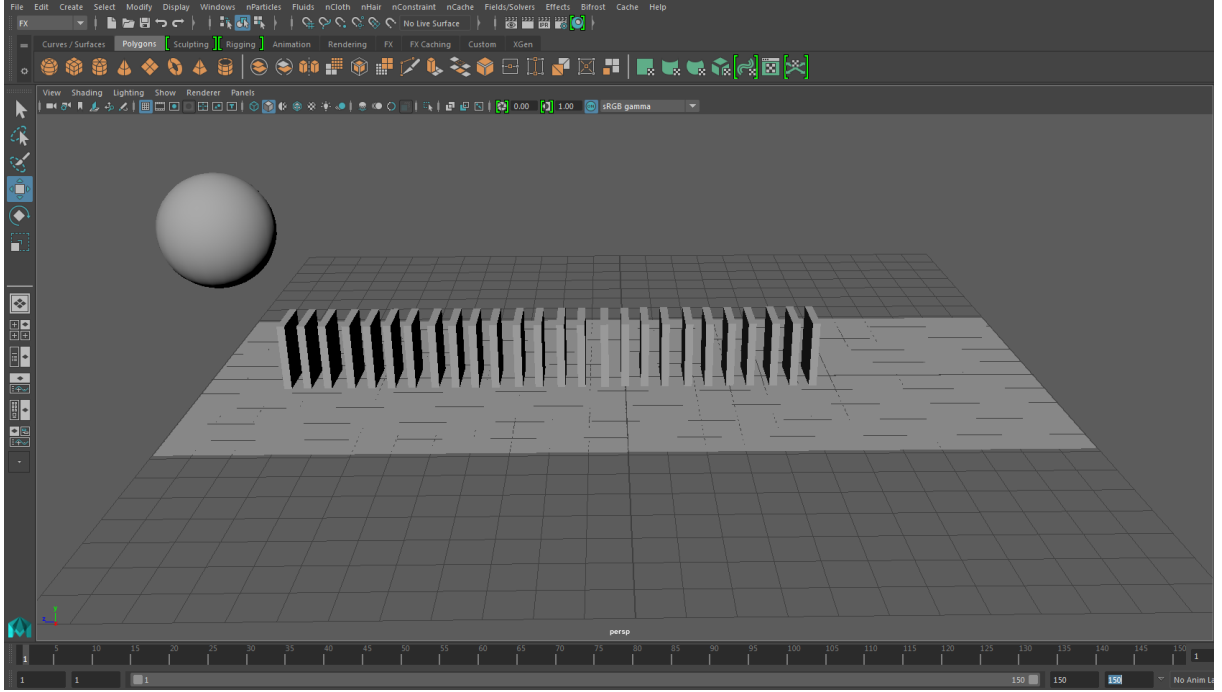 File Edit Create Select Modify Display Windows nParticles Fluids nCloth nHair nConstraint nCache Fields/Solvers Effects Bifrost Cache Help
FX No Live Surface
Curves / Surfaces Polygons Sculpting Rigging Animation Rendering FX FX Caching Custom XGen
View Shading Lighting Show Renderer Panels
0.00 1.00 sRGB gamma
y
z
persp
5 10 15 20 25 30 35 40 45 50 55 60 65 70 75 80 85 90 95 100 105 110 115 120 125 130 135 140 145 150
1 1
1 1 1 150 150 150 No Anim La